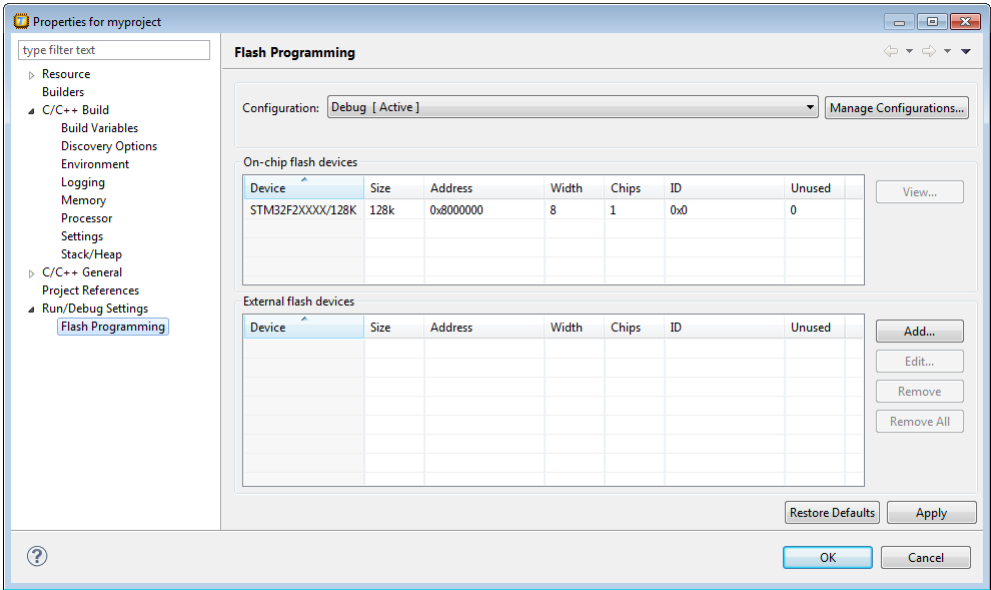 Properties for myproject
type filter text
Resource
Builders
C/C++ Build
Build Variables
Discovery Options
Environment
Logging
Memory
Processor
Settings
Stack/Heap
C/C++ General
Project References
Run/Debug Settings
Flash Programming
Flash Programming
Configuration: Debug [ Active ] Manage Configurations...
On-chip flash devices
Device Size Address Width Chips ID Unused
STM32F2XXXX/128K 128k 0x8000000 8 1 0x0 0
View...
External flash devices
Device Size Address Width Chips ID Unused
Add...
Edit...
Remove
Remove All
Restore Defaults Apply
OK Cancel